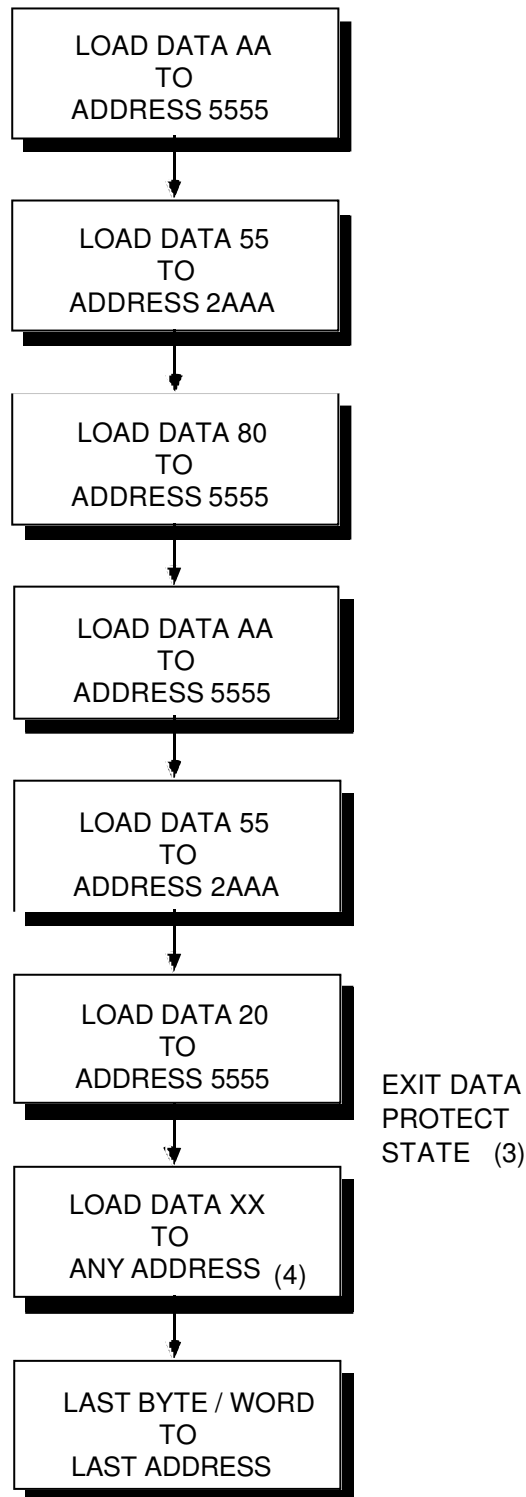 LOAD DATA AA
TO
ADDRESS 5555
LOAD DATA 55
TO
ADDRESS 2AAA
LOAD DATA 80
TO
ADDRESS 5555
LOAD DATA AA
TO
ADDRESS 5555
LOAD DATA 55
TO
ADDRESS 2AAA
LOAD DATA 20
TO
ADDRESS 5555
EXIT DATA
PROTECT
STATE (3)
LOAD DATA XX
TO
ANY ADDRESS (4)
LAST BYTE / WORD
TO
LAST ADDRESS